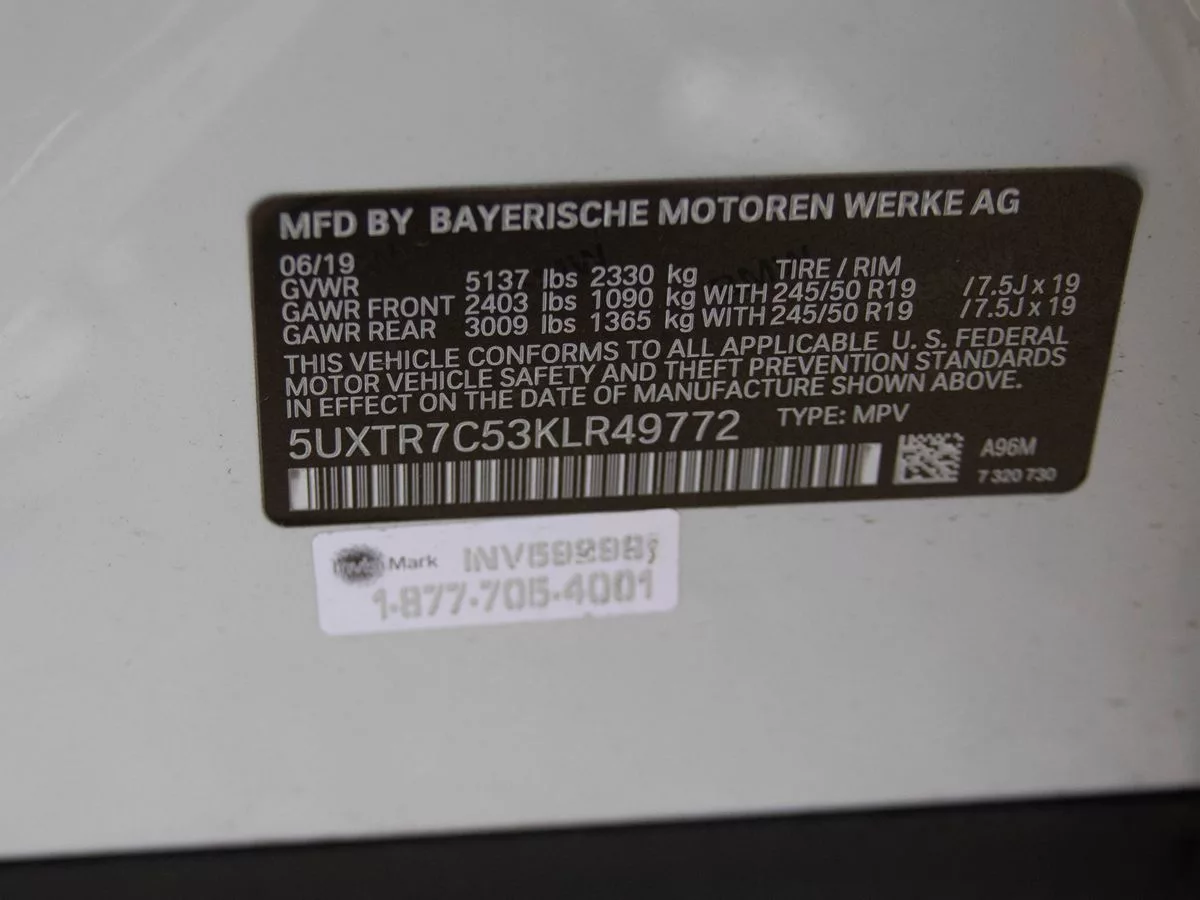 MFD BY BAYERISCHE MOTOREN WERKE AG
06/19 TIRE / RIM
GVWR 5137 lbs 2330 kg
GAWR FRONT 2403 lbs 1090 kg WITH 245/50 R19 /7.5J x 19
GAWR REAR 3009 lbs 1365 kg WITH 245/50 R19 /7.5J x 19
THIS VEHICLE CONFORMS TO ALL APPLICABLE U. S. FEDERAL
MOTOR VEHICLE SAFETY AND THEFT PREVENTION STANDARDS
IN EFFECT ON THE DATE OF MANUFACTURE SHOWN ABOVE.
5UXTR7C53KLR49772 TYPE: MPV
A96M
7 320 730
Mark
1-877-705-4001